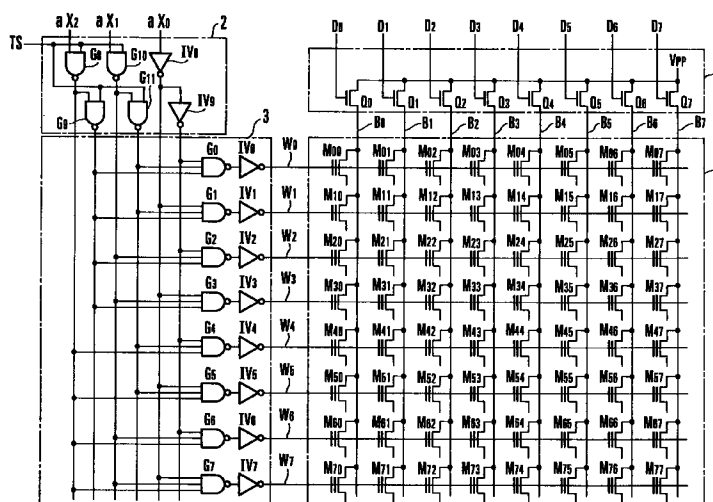 aX2 aX1 aX0 2 D0 D1 D2 D3 D4 D5 D6 D7
TS
G8 G10 IV8 VPP
G9 G11 IV9 Q0 Q1 Q2 Q3 Q4 Q5 Q6 Q7
3 B0 B1 B2 B3 B4 B5 B6 B7
G0 IV0 W0 M00 M01 M02 M03 M04 M05 M06 M07
G1 IV1 W1 M10 M11 M12 M13 M14 M15 M16 M17
G2 IV2 W2 M20 M21 M22 M23 M24 M25 M26 M27
G3 IV3 W3 M30 M31 M32 M33 M34 M35 M36 M37
G4 IV4 W4 M40 M41 M42 M43 M44 M45 M46 M47
G5 IV5 W5 M50 M51 M52 M53 M54 M55 M56 M57
G6 IV6 W6 M60 M61 M62 M63 M64 M65 M66 M67
G7 IV7 W7 M70 M71 M72 M73 M74 M75 M76 M77